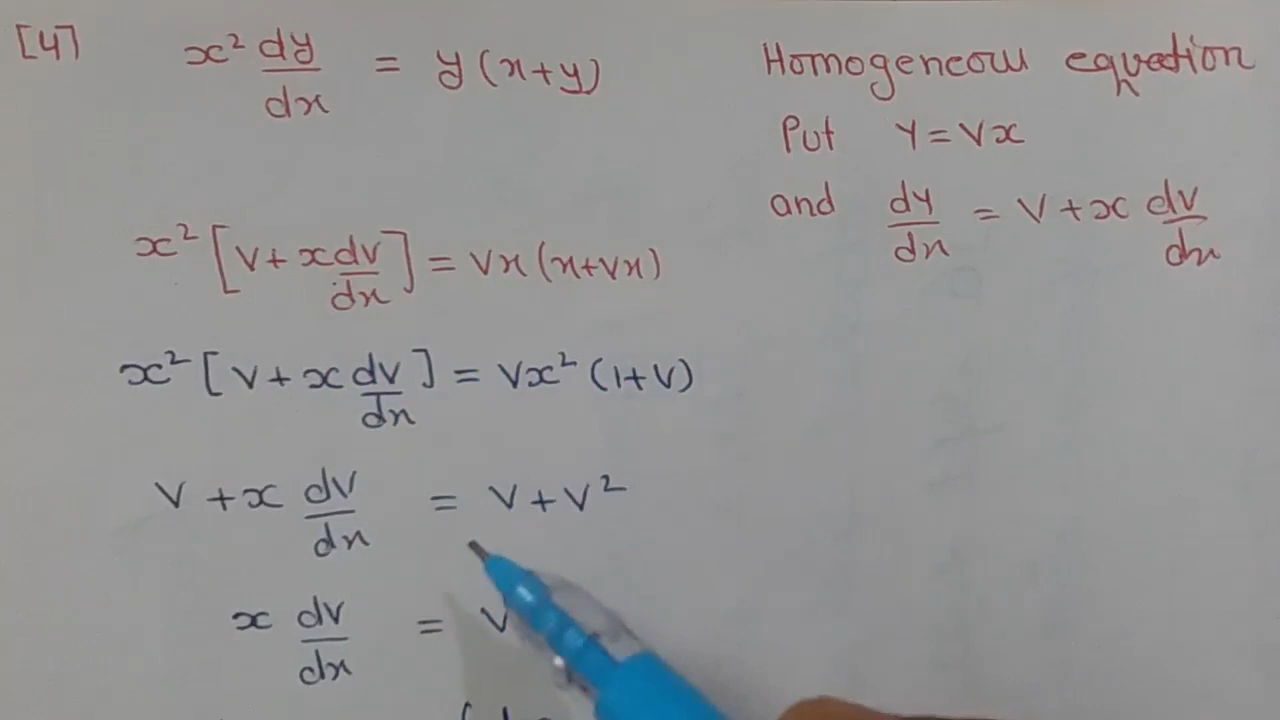 [4] x² dy/dx = y(x+y)
Homogeneous equation
Put Y = Vx
and dy/dx = V + x dv/dx
x² [V + x dv/dx] = Vx(x+Vx)
x² [V + x dv/dx] = Vx² (1+V)
V + x dv/dx = V + V²
x dv/dx = V